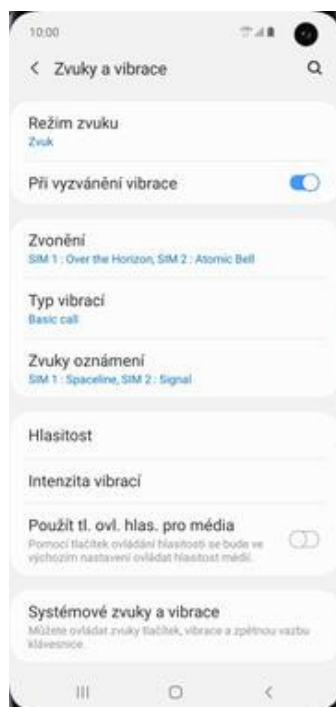 10:00
Zvuky a vibrace
Režim zvuku
Zvuk
Při vyzvánění vibrace
Zvonění
SIM 1 : Over the Horizon, SIM 2 : Atomic Bell
Typ vibrací
Basic call
Zvuky oznámení
SIM 1 : Spaceline, SIM 2 : Signal
Hlasitost
Intenzita vibrací
Použít tl. ovl. hlas. pro média
Pomocí tlačítek ovládání hlasitosti se bude ve
výchozím nastavení ovládat hlasitost médií.
Systémové zvuky a vibrace
Můžete ovládat zvuky tlačítek, vibrace a zpětnou vazbu
klávesnice.